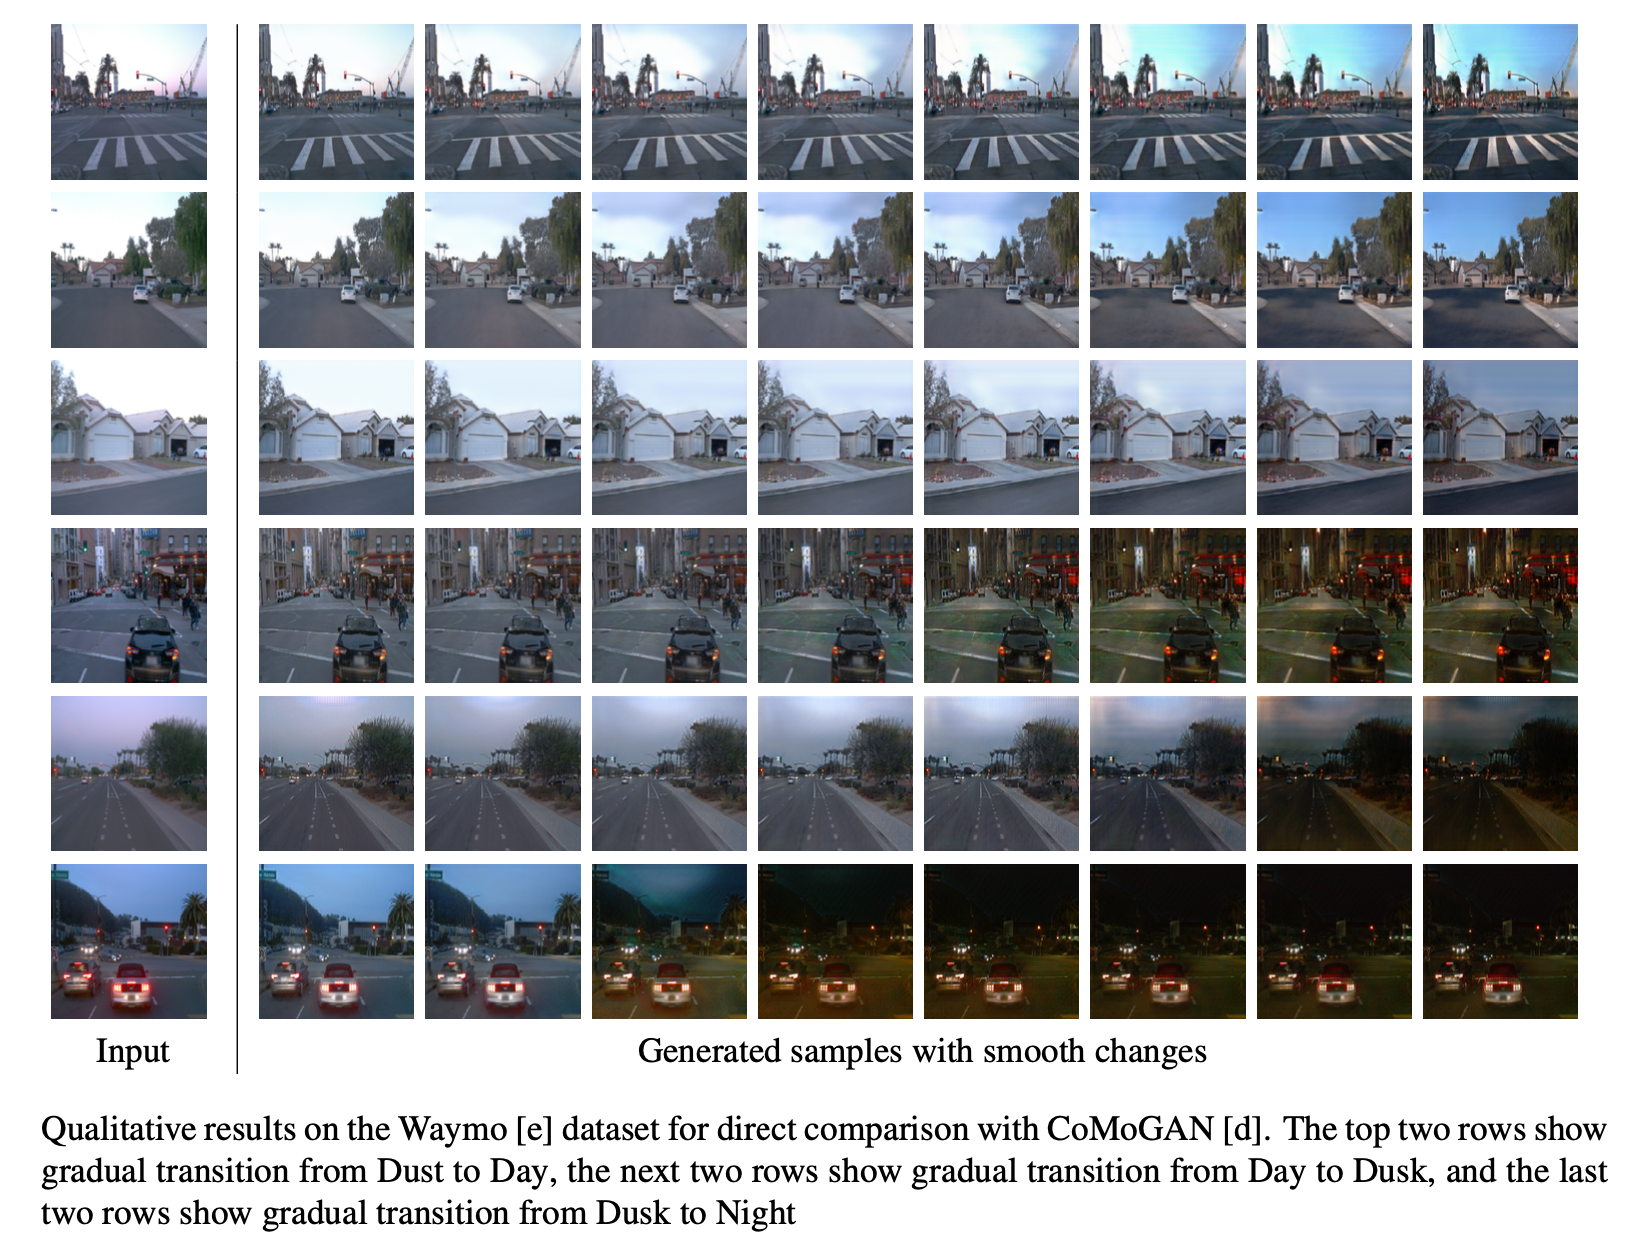 Input
Generated samples with smooth changes
Qualitative results on the Waymo [e] dataset for direct comparison with CoMoGAN [d]. The top two rows show
gradual transition from Dust to Day, the next two rows show gradual transition from Day to Dusk, and the last
two rows show gradual transition from Dusk to Night